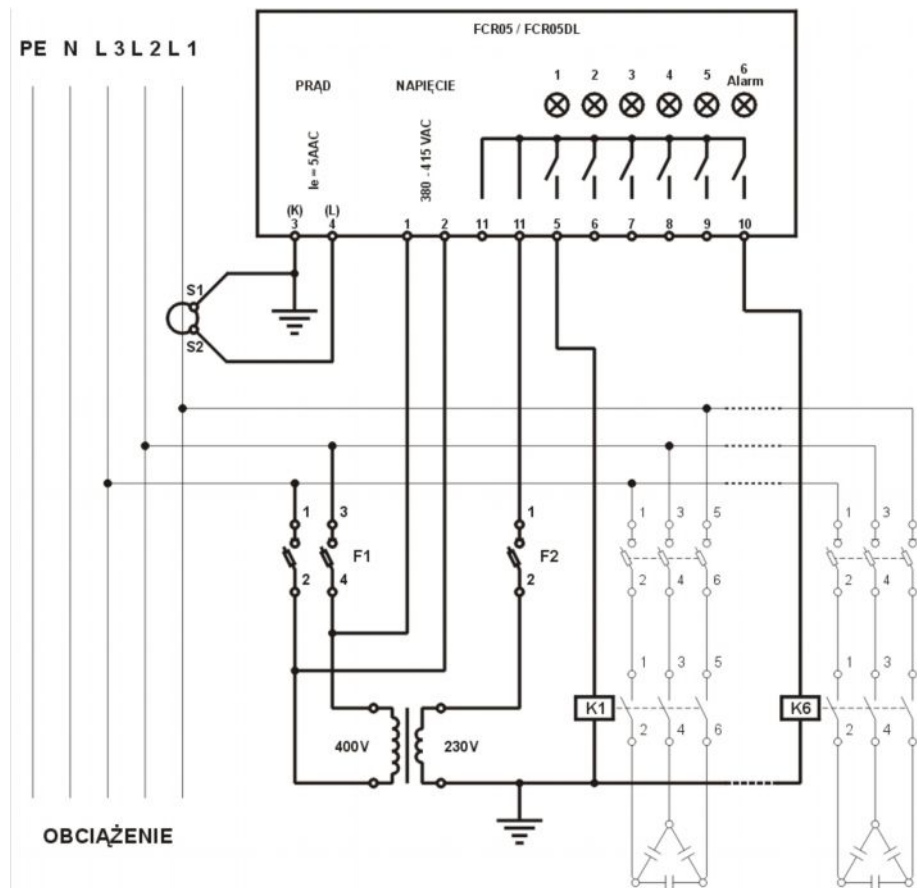 FCR05 / FCR05DL
PE N L3 L2 L1
PRĄD NAPIĘCIE
1 2 3 4 5 6
Alarm
Ie = 5AAC
380 - 415 VAC
(K) (L)
3 4 1 2 11 11 5 6 7 8 9 10
S1
S2
1 3 1 1 3 5 1 3
F1 F2
2 4 2 2 4 6 2 4
1 3 5 1 3
K1 K6
2 4 6 2 4
400V 230V
OBCIĄŻENIE